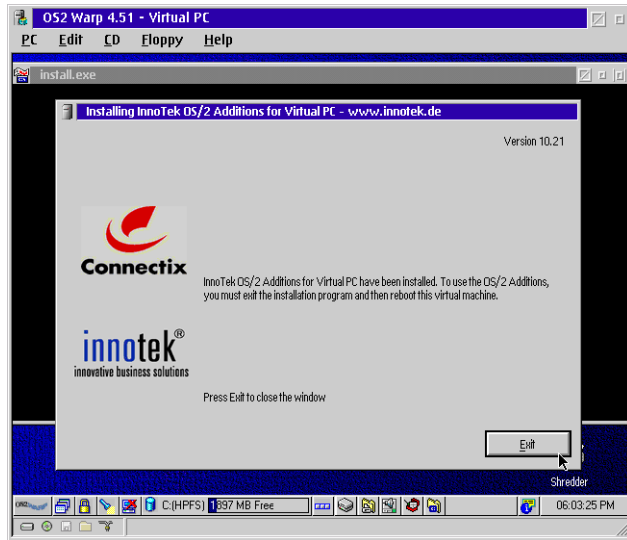 OS2 Warp 4.51 - Virtual PC
PC Edit CD Floppy Help
install.exe
Installing InnoTek OS/2 Additions for Virtual PC - www.innotek.de
Version 10.21
Connectix
InnoTek OS/2 Additions for Virtual PC have been installed. To use the OS/2 Additions,
you must exit the installation program and then reboot this virtual machine.
innotek®
innovative business solutions
Press Exit to close the window
Exit
Shredder
C:(HPFS) 1897 MB Free
06:03:25 PM